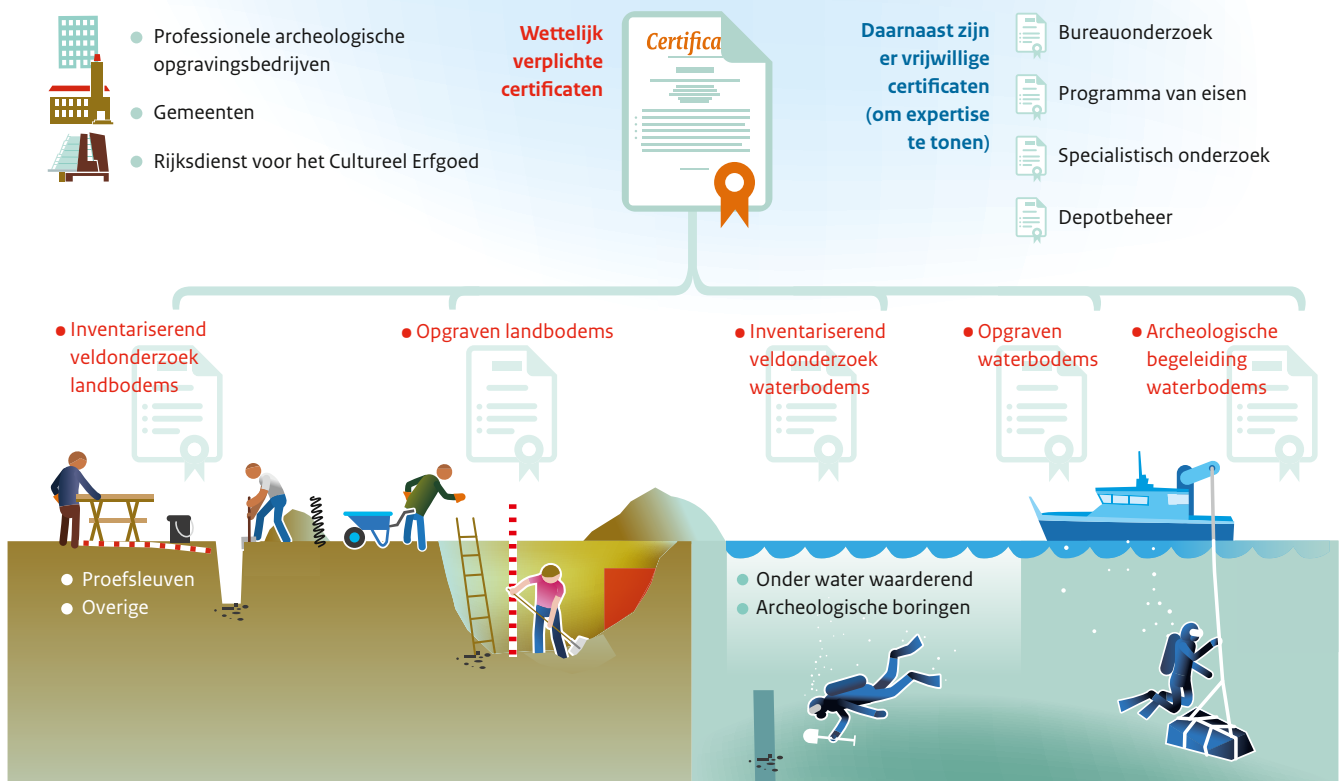 Professionele archeologische
opgravingsbedrijven
Gemeenten
Rijksdienst voor het Cultureel Erfgoed
Wettelijk
verplichte
certificaten
Certifica
Daarnaast zijn
er vrijwillige
certificaten
(om expertise
te tonen)
Bureauonderzoek
Programma van eisen
Specialistisch onderzoek
Depotbeheer
Inventariserend
veldonderzoek
landbodems
Opgraven landbodems
Inventariserend
veldonderzoek
waterbodems
Opgraven
waterbodems
Archeologische
begeleiding
waterbodems
Proefsleuven
Overige
Onder water waarderend
Archeologische boringen